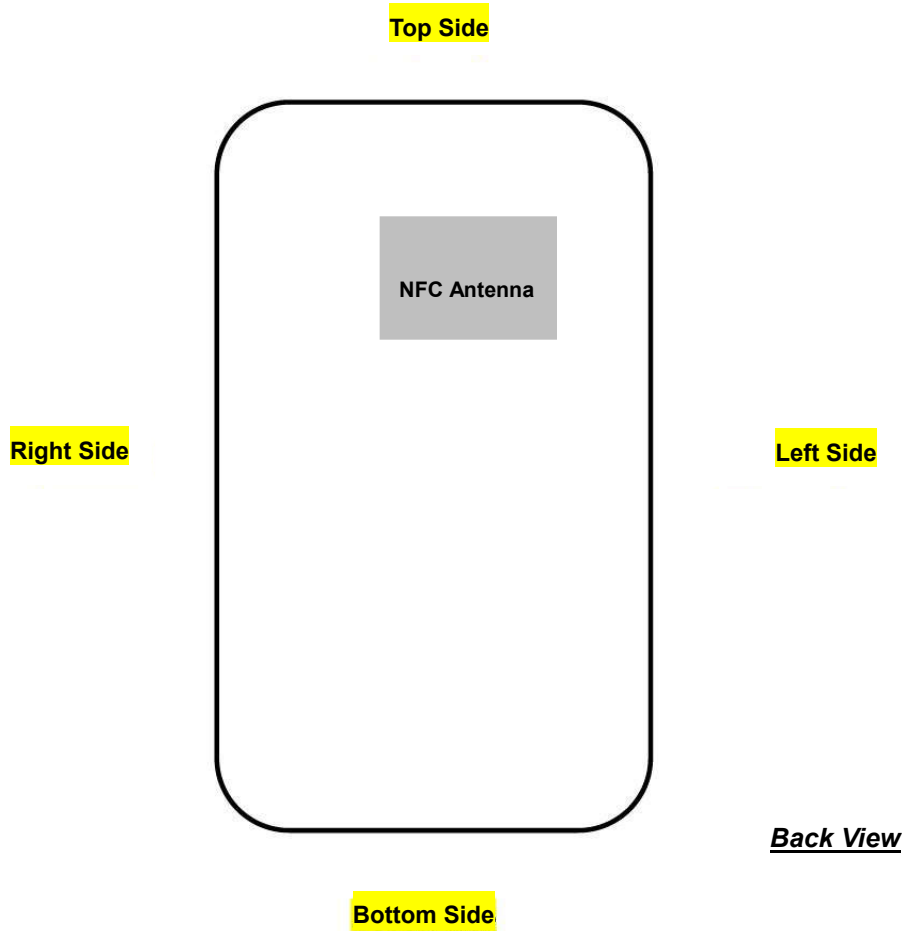 Top Side
NFC Antenna
Right Side
Left Side
Back View
Bottom Side